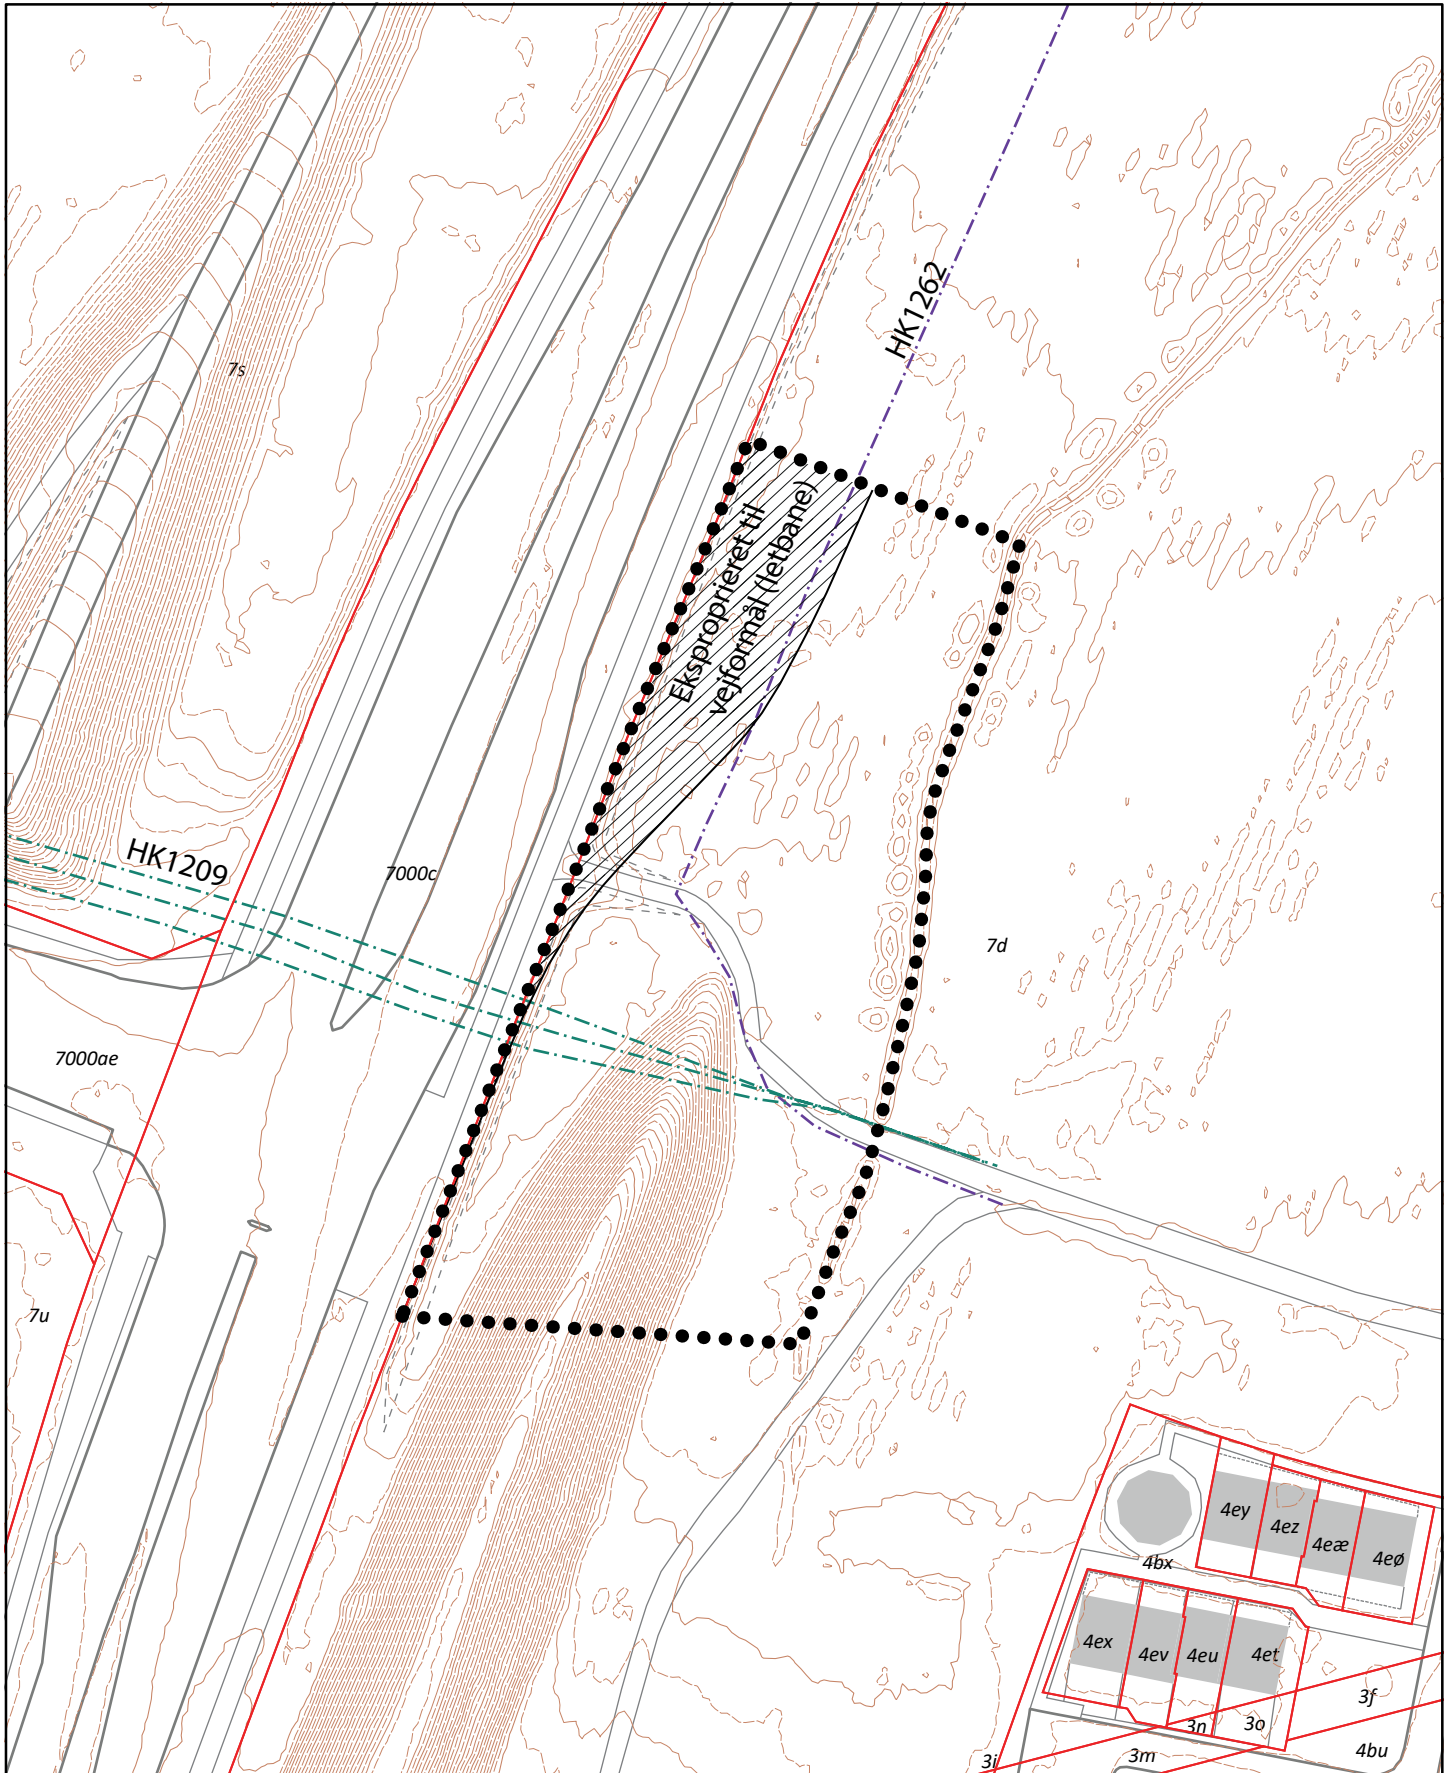 HK1262
7s
Eksproprieret til
vejformål (letbane)
HK1209
7000c
7d
7000ae
7u
4ey
4ez
4eæ
4eø
4bx
4ex
4ev
4eu
4et
3f
3n
3o
3i
3m
4bu